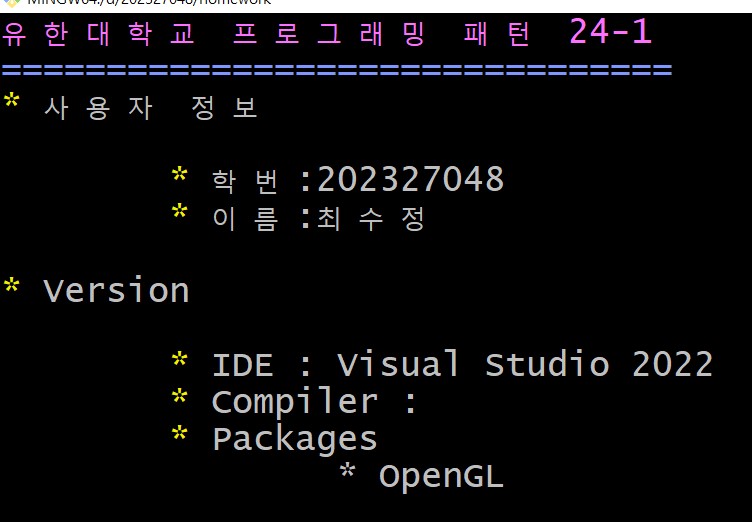 MINGW64:/d/202327048/homework
유한대학교 프로그래밍 패턴 24-1
================================
* 사용자 정보
* 학번 :202327048
* 이름 :최수정
* Version
* IDE : Visual Studio 2022
* Compiler :
* Packages
* OpenGL